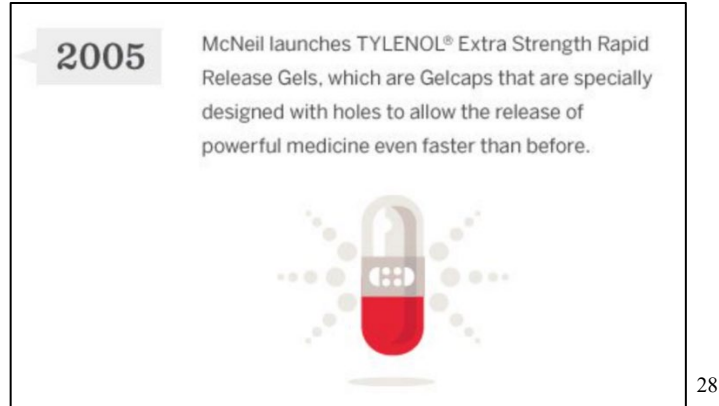 2005
McNeil launches TYLENOL® Extra Strength Rapid
Release Gels, which are Gelcaps that are specially
designed with holes to allow the release of
powerful medicine even faster than before.
28